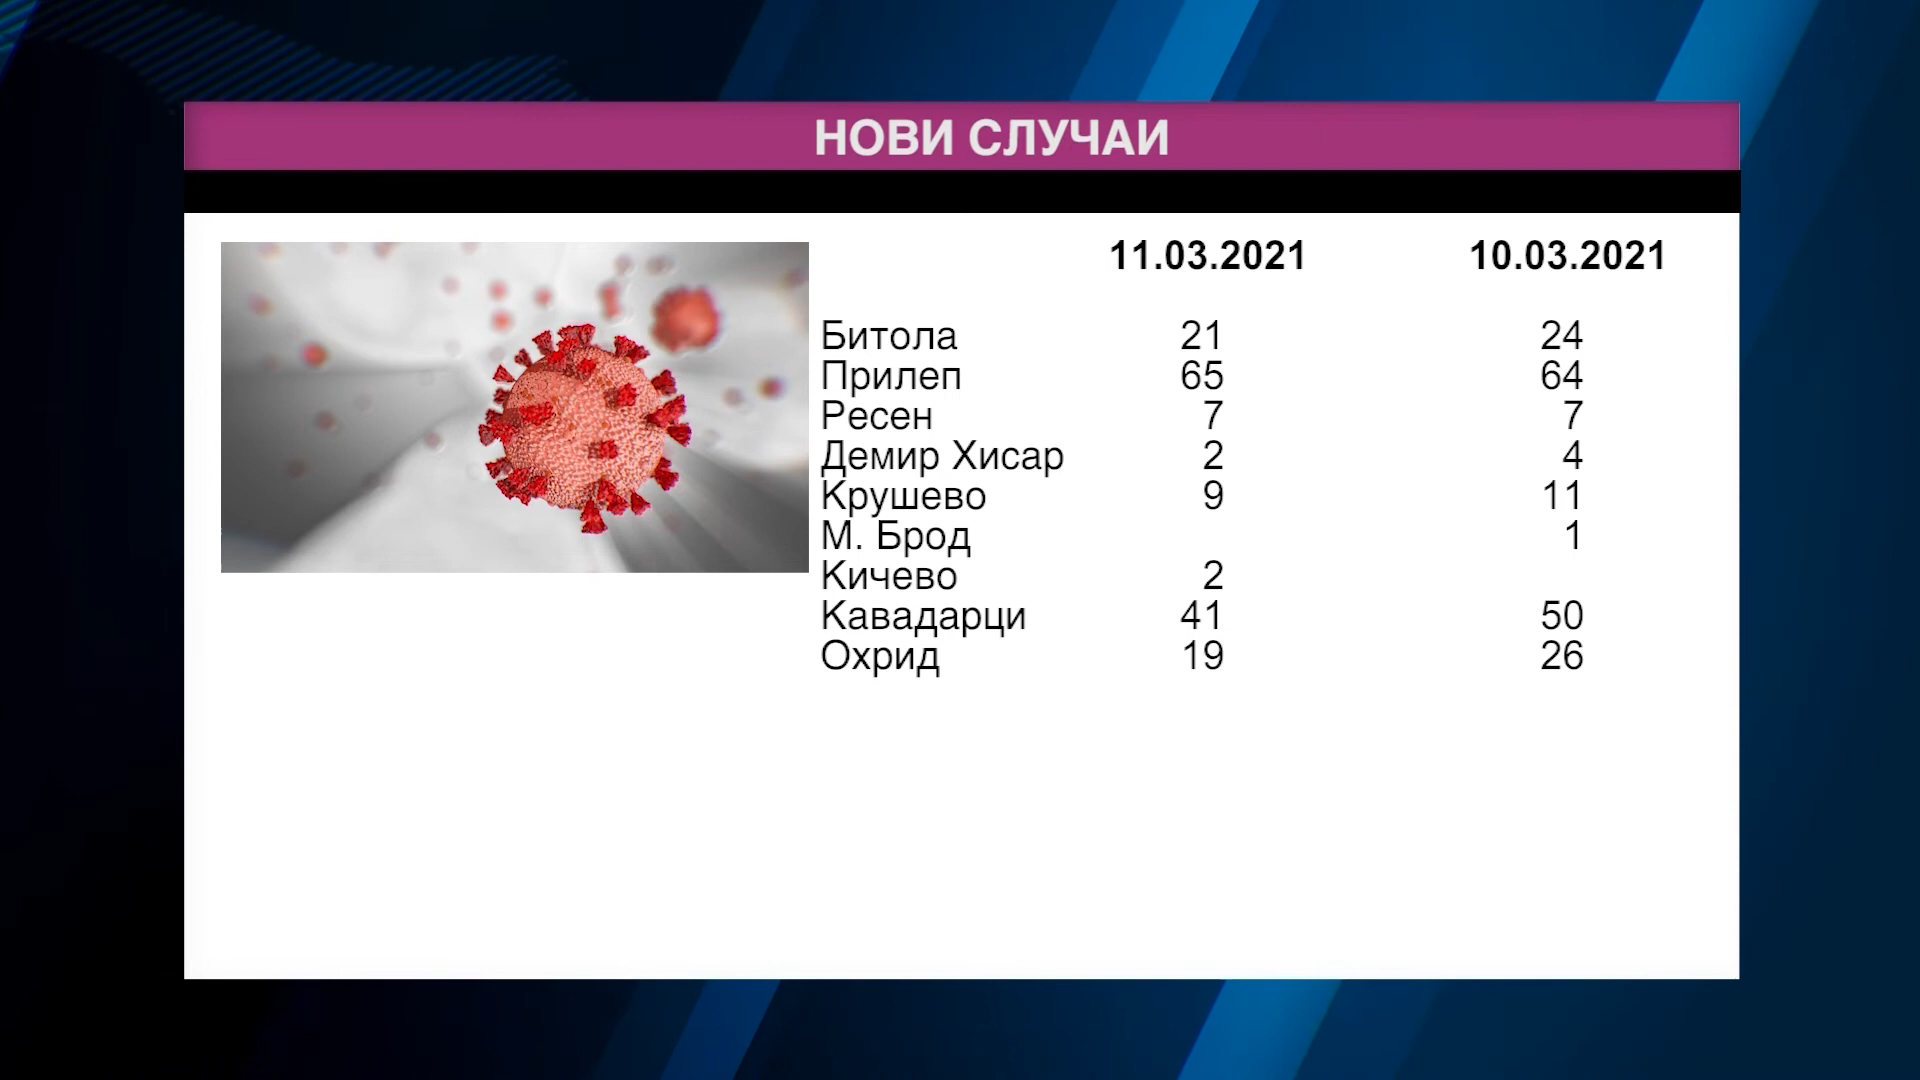 НОВИ СЛУЧАИ
11.03.2021 10.03.2021
Битола 21 24
Прилеп 65 64
Ресен 7 7
Демир Хисар 2 4
Крушево 9 11
М. Брод 1
Кичево 2
Кавадарци 41 50
Охрид 19 26